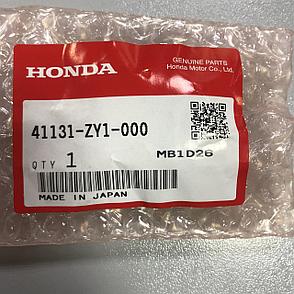 HONDA
GENUINE PARTS
Honda Motor Co., Ltd.
41131-ZY1-000
QTY 1
MB1D26
MADE IN JAPAN